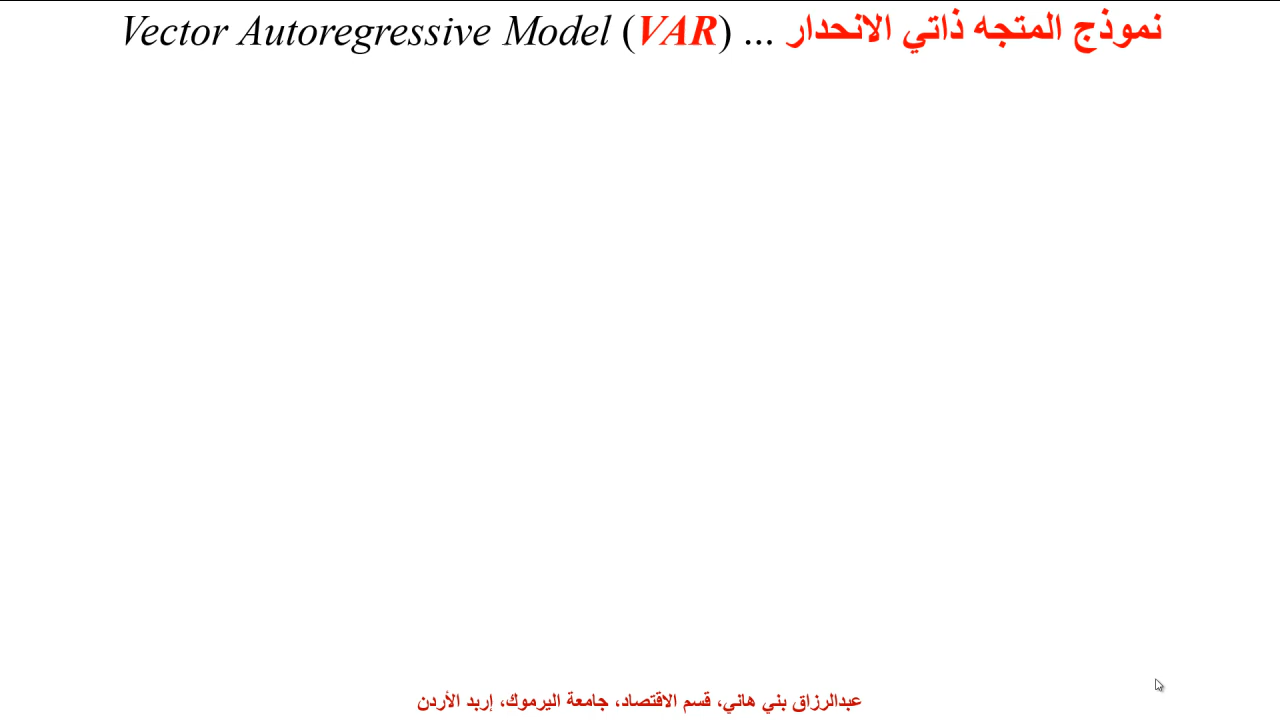 نموذج المتجه ذاتي الانحدار ... Vector Autoregressive Model (VAR)
عبدالرزاق بني هاني، قسم الاقتصاد، جامعة اليرموك، إربد الأردن